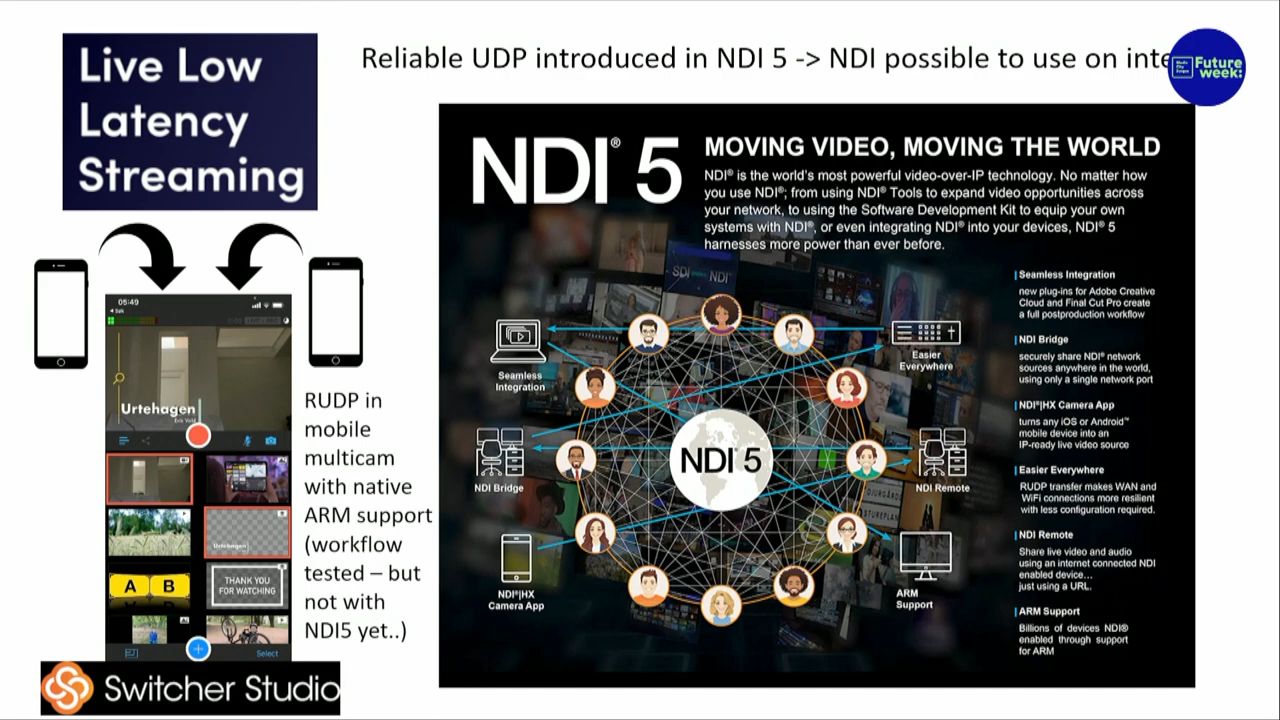 Live Low
Latency
Streaming
Reliable UDP introduced in NDI 5 -> NDI possible to use on inte
Media
City
Bergen
Future
week:
05:49
Søk
Urtehagen
RUDP in
mobile
multicam
with native
ARM support
(workflow
tested – but
not with
NDI5 yet..)
Urtehagen
A B
THANK YOU
FOR WATCHING
Select
Switcher Studio
NDI® 5
MOVING VIDEO, MOVING THE WORLD
NDI® is the world's most powerful video-over-IP technology. No matter how
you use NDI®; from using NDI® Tools to expand video opportunities across
your network, to using the Software Development Kit to equip your own
systems with NDI®, or even integrating NDI® into your devices, NDI® 5
harnesses more power than ever before.
SDI NDI
Seamless
Integration
NDI Bridge
NDI®|HX
Camera App
NDI 5
Easier
Everywhere
NDI Remote
ARM
Support
Seamless Integration
new plug-ins for Adobe Creative
Cloud and Final Cut Pro create
a full postproduction workflow
NDI Bridge
securely share NDI® network
sources anywhere in the world,
using only a single network port
NDI®|HX Camera App
turns any iOS or Android™
mobile device into an
IP-ready live video source
Easier Everywhere
RUDP transfer makes WAN and
WiFi connections more resilient
with less configuration required.
NDI Remote
Share live video and audio
using an internet connected NDI
enabled device...
just using a URL.
ARM Support
Billions of devices NDI®
enabled through support
for ARM